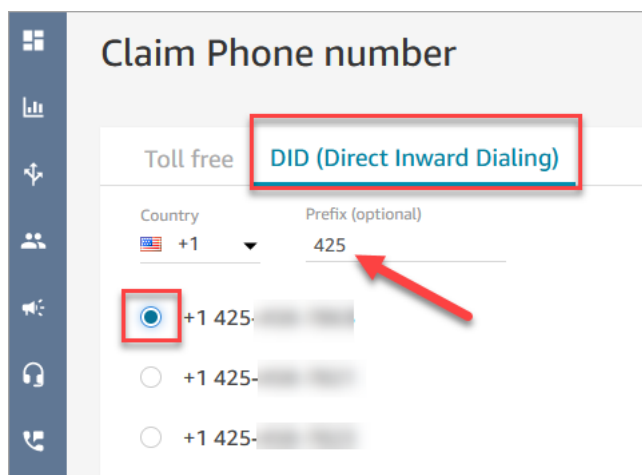 Claim Phone number
Toll free DID (Direct Inward Dialing)
Country Prefix (optional)
+1 425
+1 425-
+1 425-
+1 425-